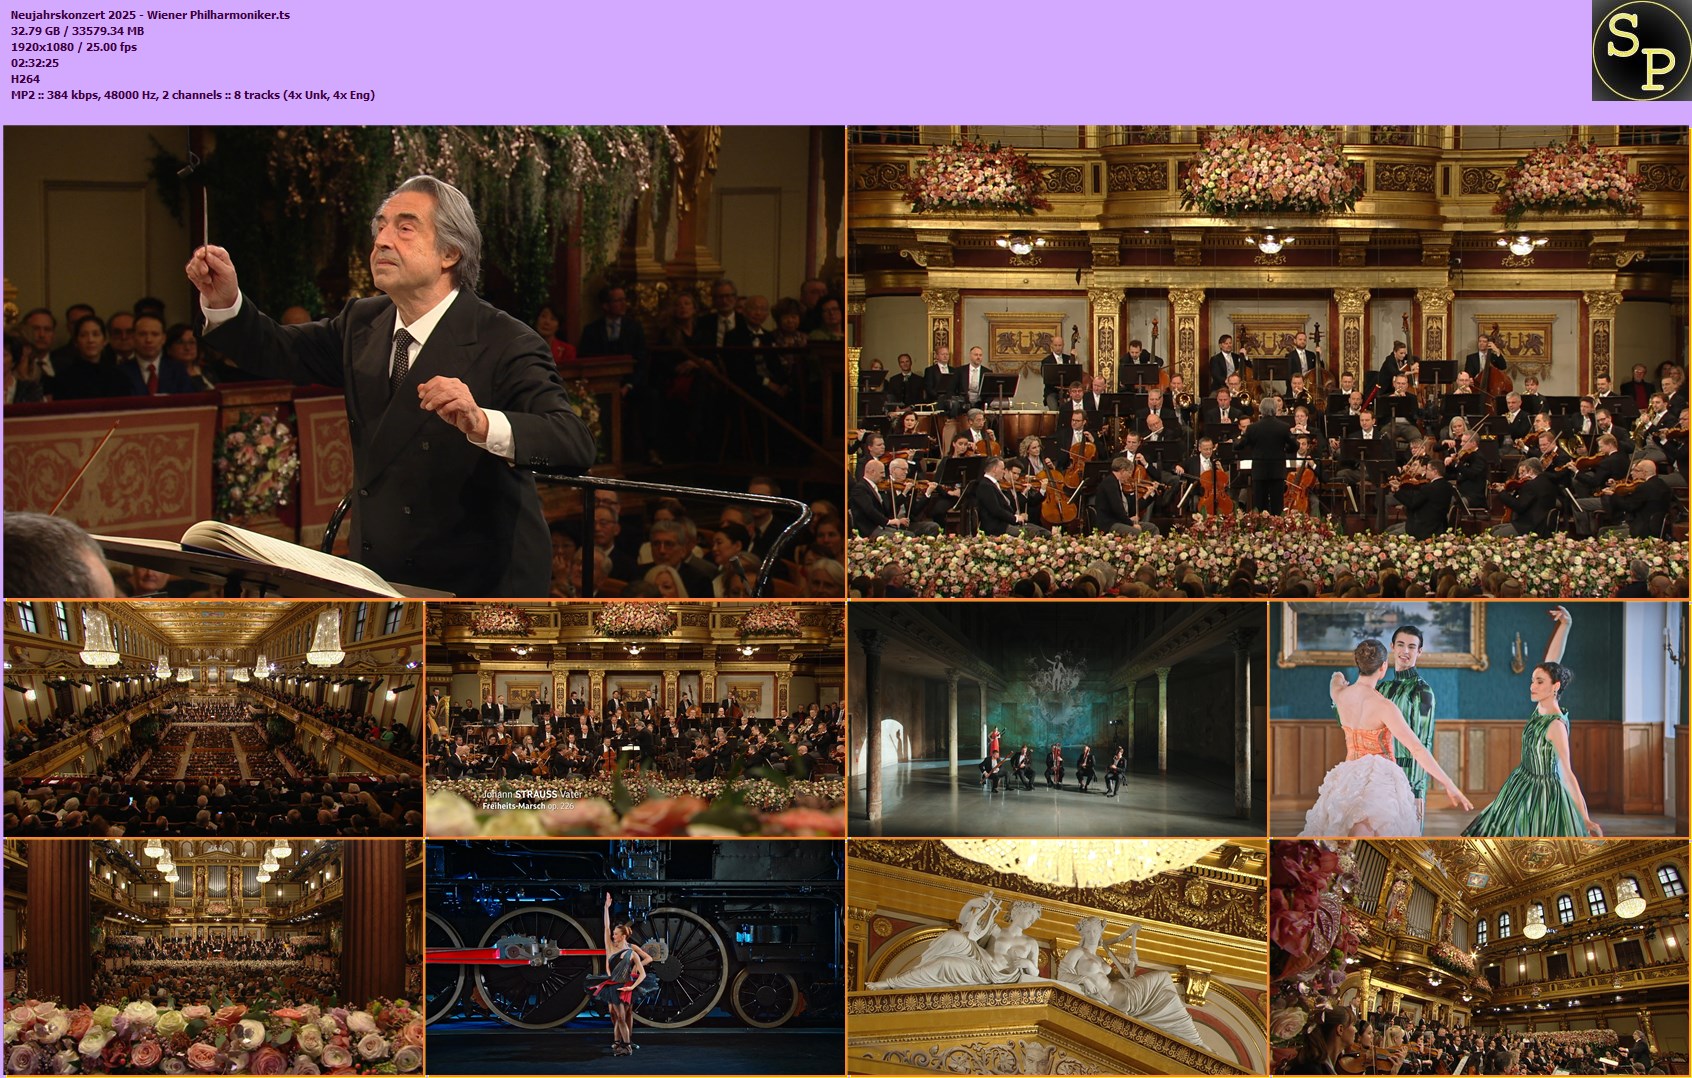 Neujahrskonzert 2025 - Wiener Philharmoniker.ts
32.79 GB / 33579.34 MB
1920x1080 / 25.00 fps
02:32:25
H264
MP2 :: 384 kbps, 48000 Hz, 2 channels :: 8 tracks (4x Unk, 4x Eng)
SP
Johann STRAUSS Vater
Freiheits-Marsch op. 226